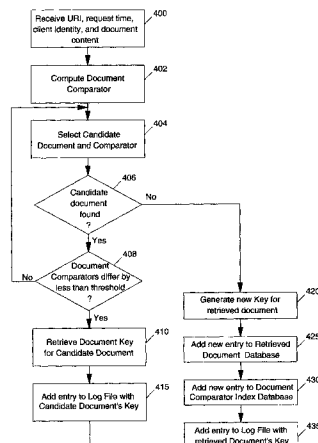 400
Receive URI, request time,
client identity, and document
content
402
Compute Document
Comparator
404
Select Candidate
Document and Comparator
406
Candidate
document
found
?
No
Yes
408
Document
Comparators differ by
less than threshold
?
No
Yes
410
Retrieve Document Key
for Candidate Document
415
Add entry to Log File with
Candidate Document's Key
420
Generate new Key for
retrieved document
425
Add new entry to Retrieved
Document Database
430
Add new entry to Document
Comparator Index Database
435
Add entry to Log File with
retrieved Document's Key